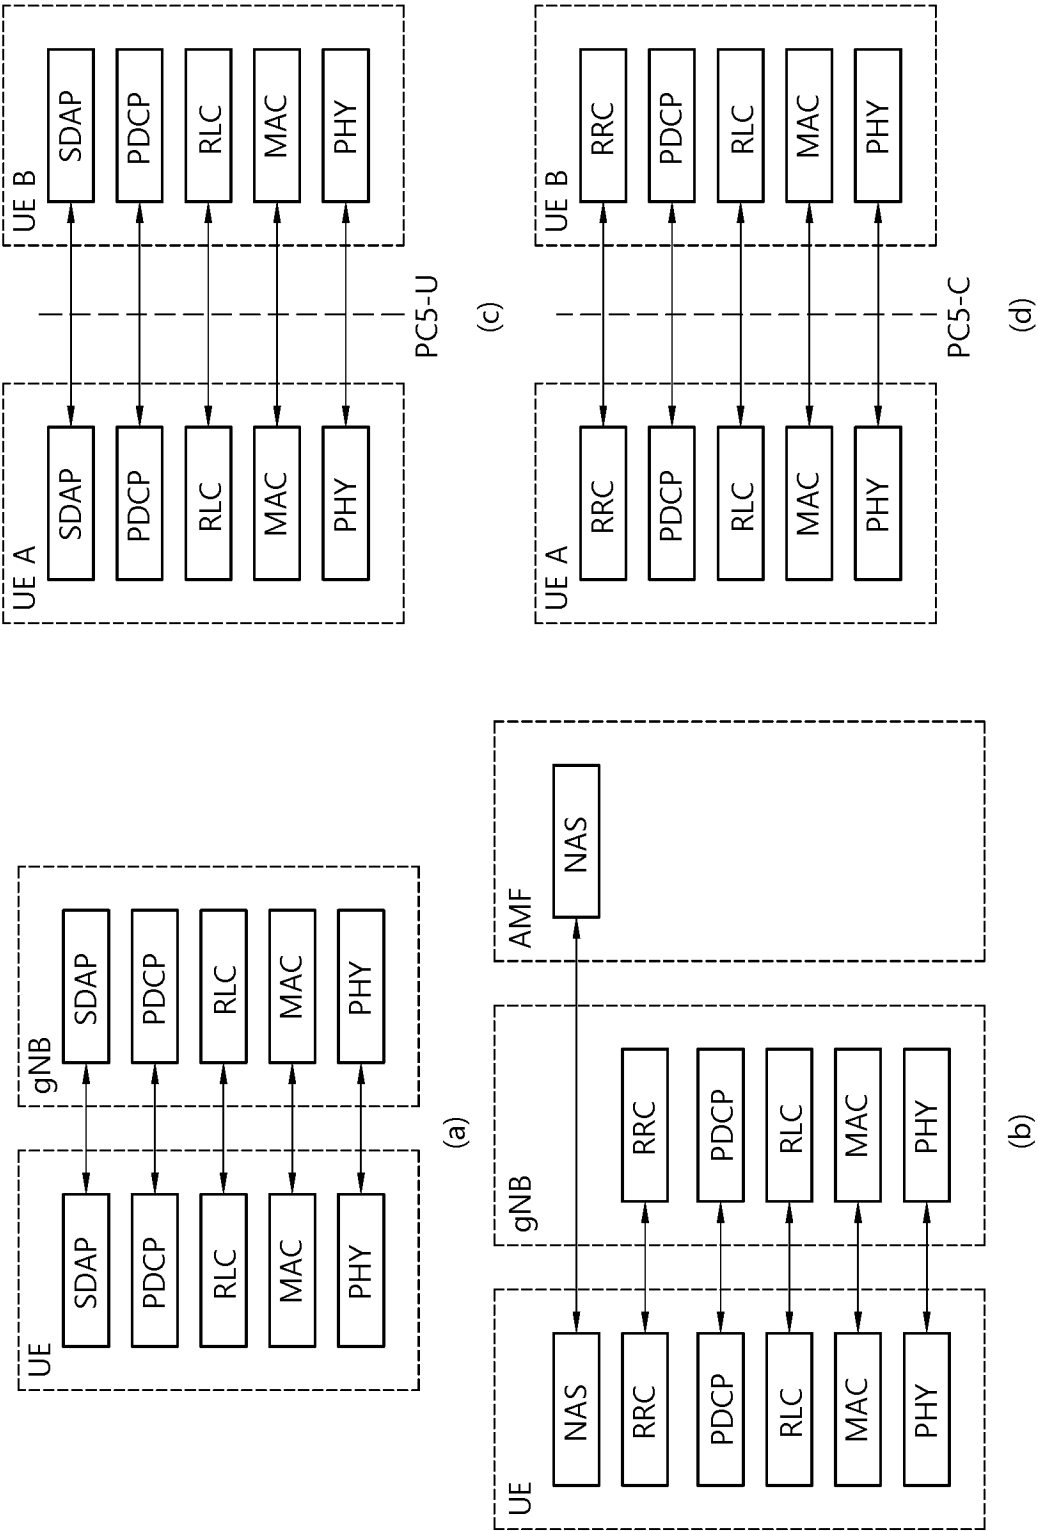 UE
SDAP
PDCP
RLC
MAC
PHY
gNB
SDAP
PDCP
RLC
MAC
PHY
(a)
UE
NAS
RRC
PDCP
RLC
MAC
PHY
gNB
RRC
PDCP
RLC
MAC
PHY
AMF
NAS
(b)
UE A
SDAP
PDCP
RLC
MAC
PHY
UE B
SDAP
PDCP
RLC
MAC
PHY
PC5-U
(c)
UE A
RRC
PDCP
RLC
MAC
PHY
UE B
RRC
PDCP
RLC
MAC
PHY
PC5-C
(d)